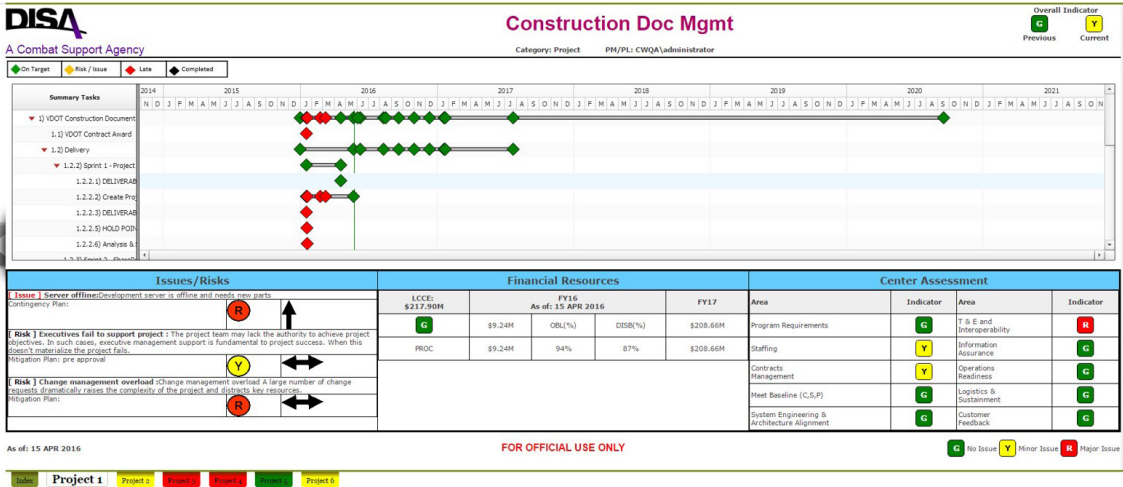 DISA
A Combat Support Agency
Construction Doc Mgmt
Category: Project PM/PL: CWQA\administrator
Overall Indicator
G Y
Previous Current
On Target Risk / Issue Late Completed
Summary Tasks
2014 2015 2016 2017 2018 2019 2020 2021
N D J F M A M J J A S O N D J F M A M J J A S O N D J F M A M J J A S O N D J F M A M J J A S O N D J F M A M J J A S O N D J F M A M J J A S O N D J F M A M J J A S O N
1) VDOT Construction Document
1.1) VDOT Contract Award
1.2) Delivery
1.2.2) Sprint 1 - Project
1.2.2.1) DELIVERAB
1.2.2.2) Create Proj
1.2.2.3) DELIVERAB
1.2.2.5) HOLD POIN
1.2.2.6) Analysis &
Issues/Risks
[ Issue ] Server offline:Development server is offline and needs new parts
Contingency Plan:
R
[ Risk ] Executives fail to support project : The project team may lack the authority to achieve project
objectives. In such cases, executive management support is fundamental to project success. When this
doesn't materialize the project fails.
Mitigation Plan: pre approval
Y
[ Risk ] Change management overload :Change management overload A large number of change
requests dramatically raises the complexity of the project and distracts key resources.
Mitigation Plan:
R
Financial Resources
LCCE:
$217.90M
FY16
As of: 15 APR 2016
FY17
G $9.24M OBL(%) DISB(%) $208.66M
PROC $9.24M 94% 87% $208.66M
Center Assessment
Area Indicator Area Indicator
Program Requirements G
T & E and
Interoperability
R
Staffing Y
Information
Assurance
G
Contracts
Management
Y
Operations
Readiness
G
Meet Baseline (C,S,P) G
Logistics &
Sustainment
G
System Engineering &
Architecture Alignment
G
Customer
Feedback
G
As of: 15 APR 2016
FOR OFFICIAL USE ONLY
G No Issue Y Minor Issue R Major Issue
Index Project 1 Project 2 Project 3 Project 4 Project 5 Project 6